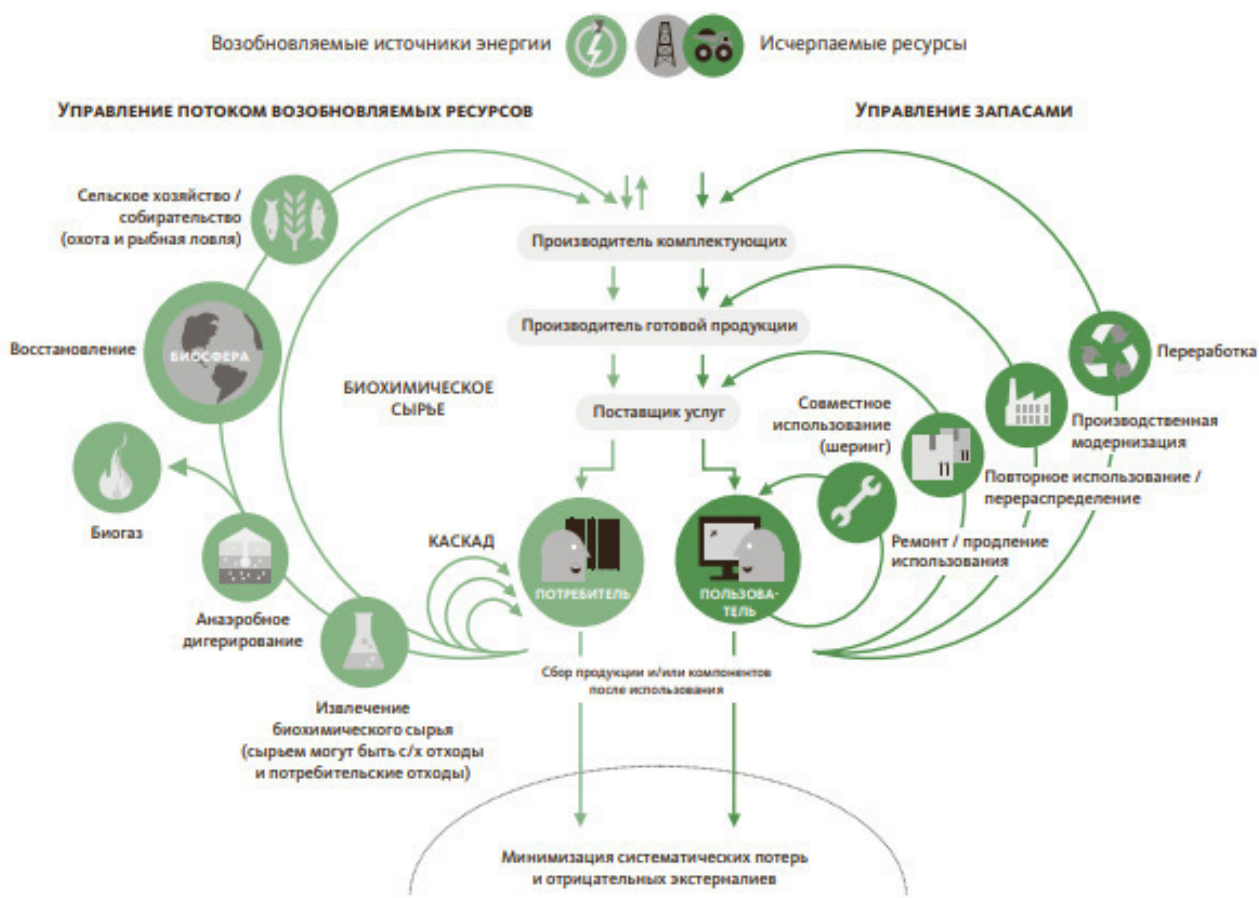 Возобновляемые источники энергии
Исчерпаемые ресурсы
Управление потоком возобновляемых ресурсов
Управление запасами
Сельское хозяйство /
собирательство
(охота и рыбная ловля)
Производитель комплектующих
Производитель готовой продукции
Восстановление
БИОСФЕРА
Переработка
БИОХИМИЧЕСКОЕ
СЫРЬЕ
Поставщик услуг
Совместное
использование
(шеринг)
Производственная
модернизация
Повторное использование /
перераспределение
Биогаз
КАСКАД
Ремонт / продление
использования
ПОТРЕБИТЕЛЬ
ПОЛЬЗОВА-
ТЕЛЬ
Анаэробное
дигерирование
Сбор продукции и/или компонентов
после использования
Извлечение
биохимического сырья
(сырьем могут быть с/х отходы
и потребительские отходы)
Минимизация систематических потерь
и отрицательных экстерналиев